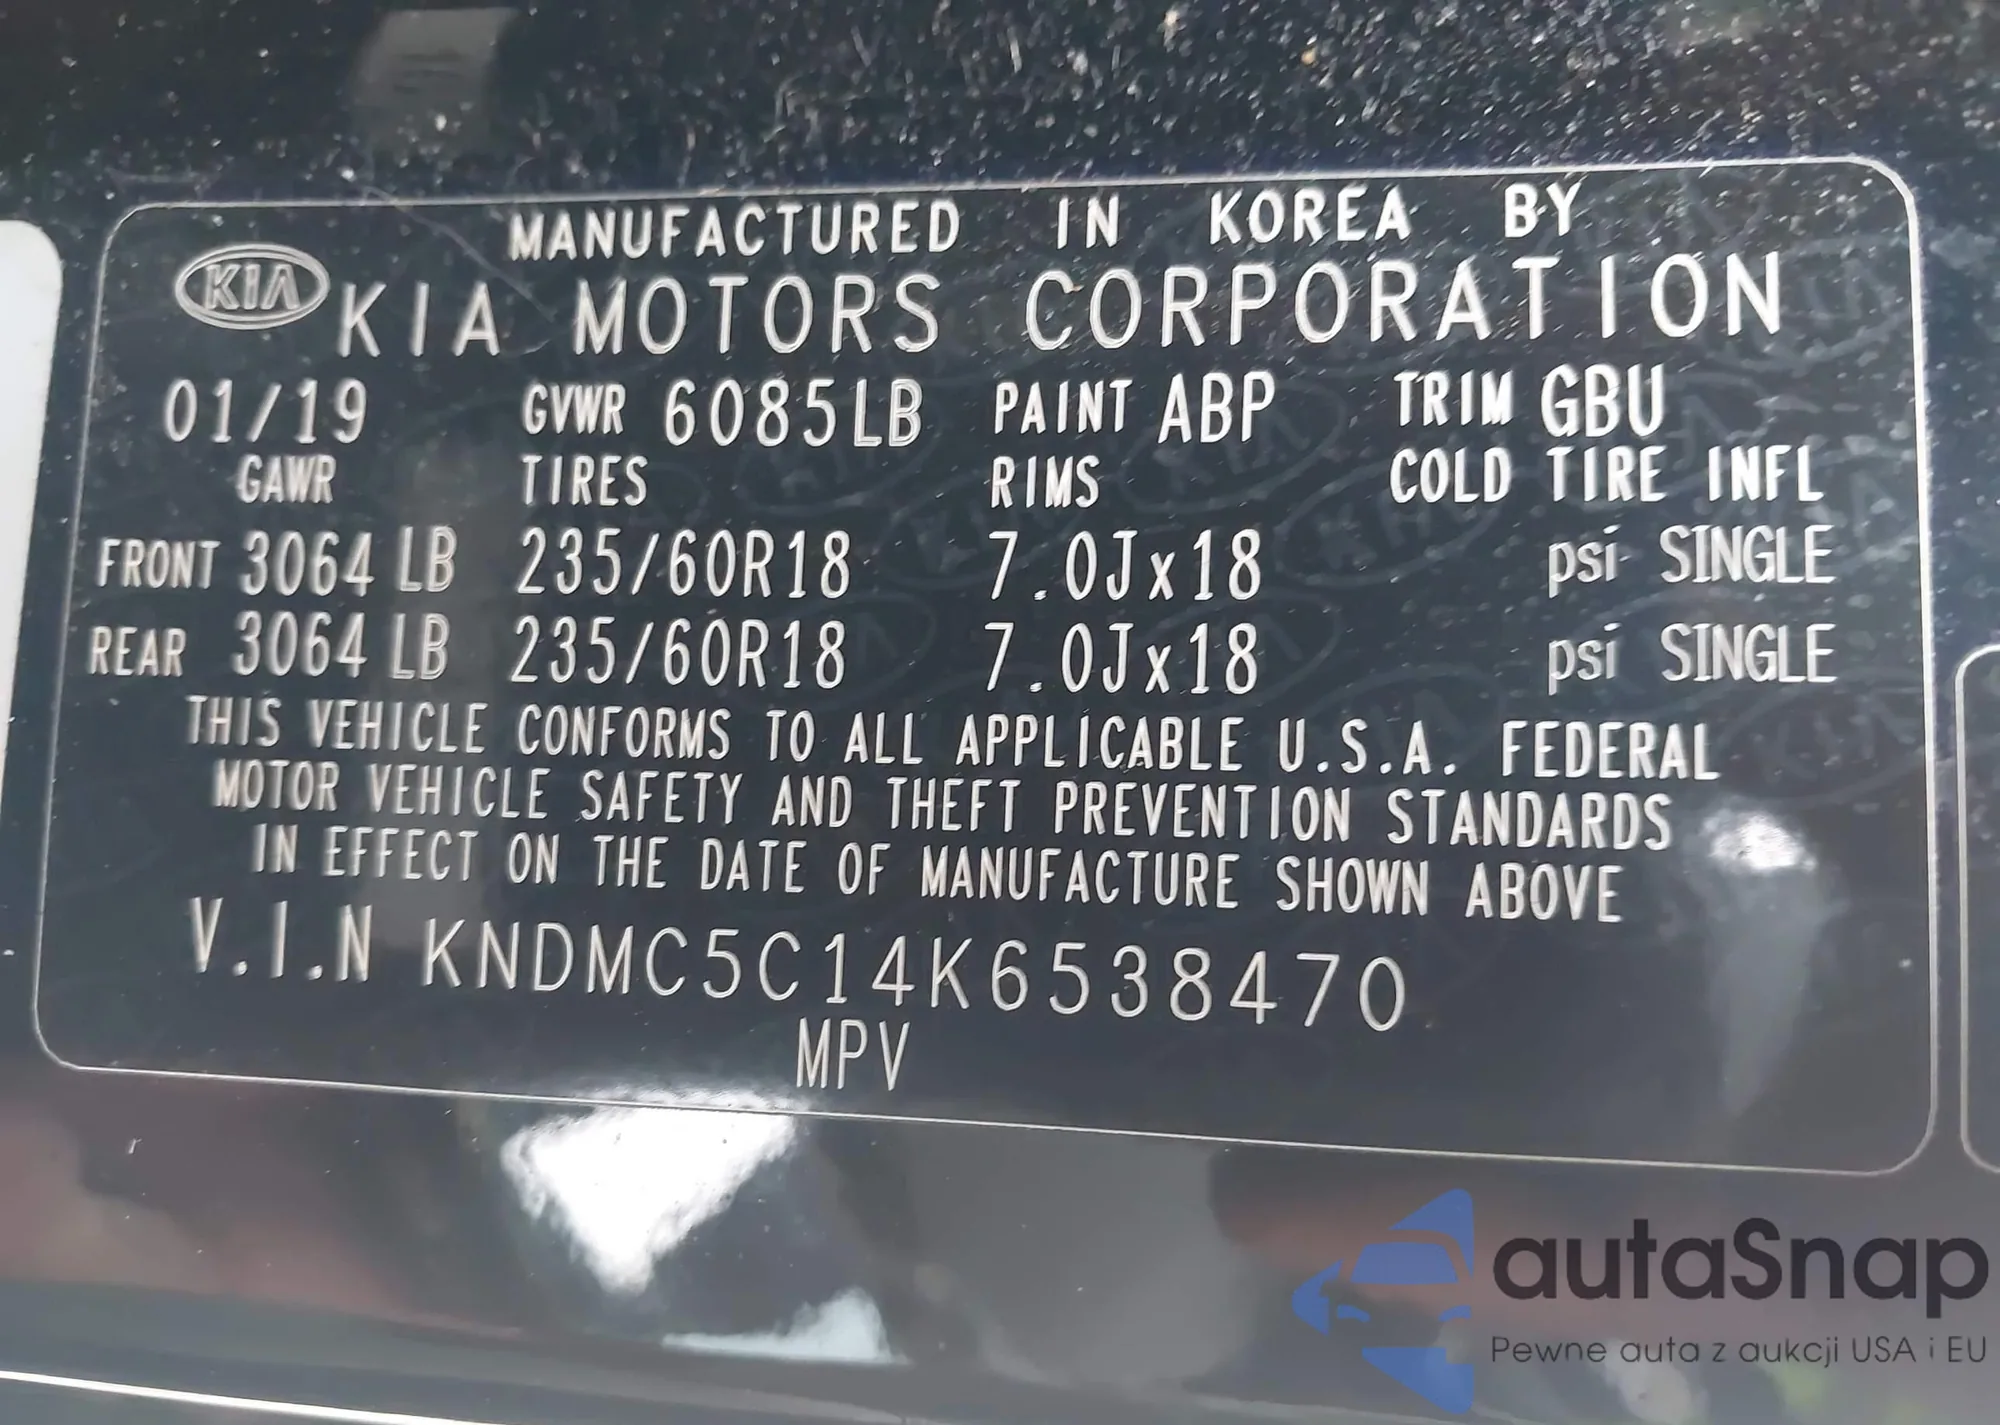 MANUFACTURED IN KOREA BY
KIA KIA MOTORS CORPORATION
01/19 GVWR 6085LB PAINT ABP TRIM GBU
GAWR TIRES RIMS COLD TIRE INFL
FRONT 3064 LB 235/60R18 7.0Jx18 psi SINGLE
REAR 3064 LB 235/60R18 7.0Jx18 psi SINGLE
THIS VEHICLE CONFORMS TO ALL APPLICABLE U.S.A. FEDERAL
MOTOR VEHICLE SAFETY AND THEFT PREVENTION STANDARDS
IN EFFECT ON THE DATE OF MANUFACTURE SHOWN ABOVE
V.I.N KNDMC5C14K6538470
MPV
autaSnap
Pewne auta z aukcji USA i EU